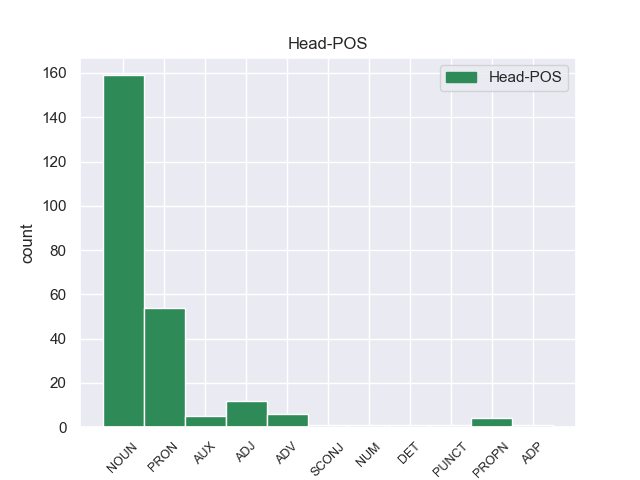 Head-POS
Head-POS
160
140
120
100
80
60
40
20
0
count
NOUN
PRON
AUX
ADJ
ADV
SCONJ
NUM
DET
PUNCT
PROPN
ADP